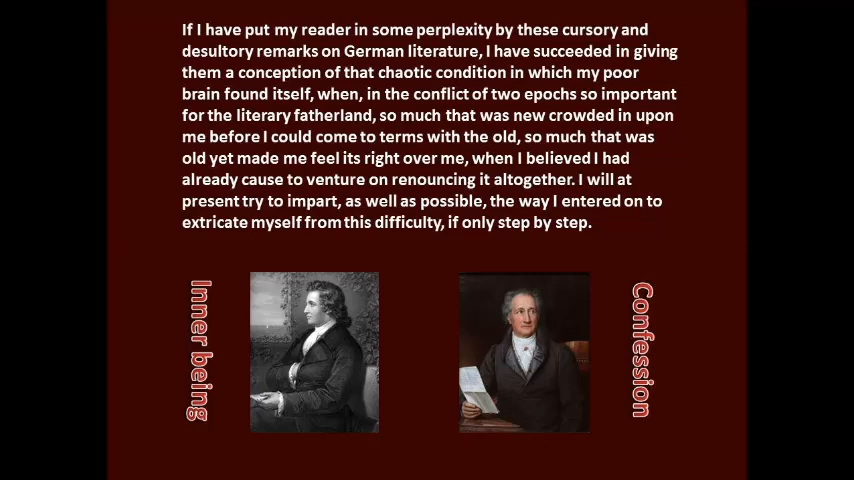 If I have put my reader in some perplexity by these cursory and
desultory remarks on German literature, I have succeeded in giving
them a conception of that chaotic condition in which my poor
brain found itself, when, in the conflict of two epochs so important
for the literary fatherland, so much that was new crowded in upon
me before I could come to terms with the old, so much that was
old yet made me feel its right over me, when I believed I had
already cause to venture on renouncing it altogether. I will at
present try to impart, as well as possible, the way I entered on to
extricate myself from this difficulty, if only step by step.
Inner being
Confession